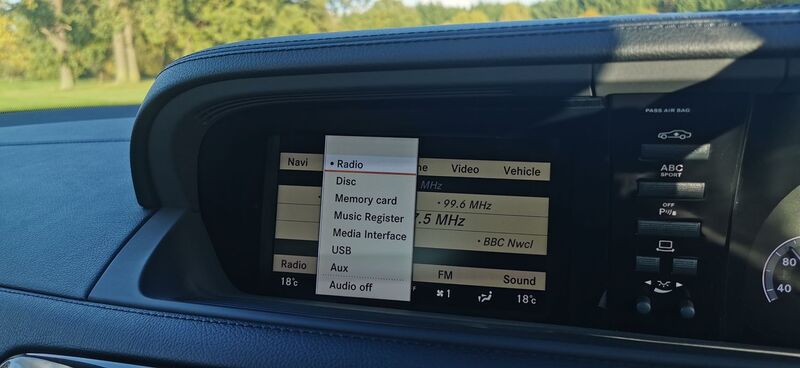 PASS AIR BAG
Navi
ne
Video
Vehicle
• Radio
Disc
Memory card
Music Register
Media Interface
USB
Aux
Audio off
MHz
• 99.6 MHz
7.5 MHz
• BBC Nwcl
Radio
FM
Sound
18°C
1
18°C
ABC
SPORT
OFF
P
80
40